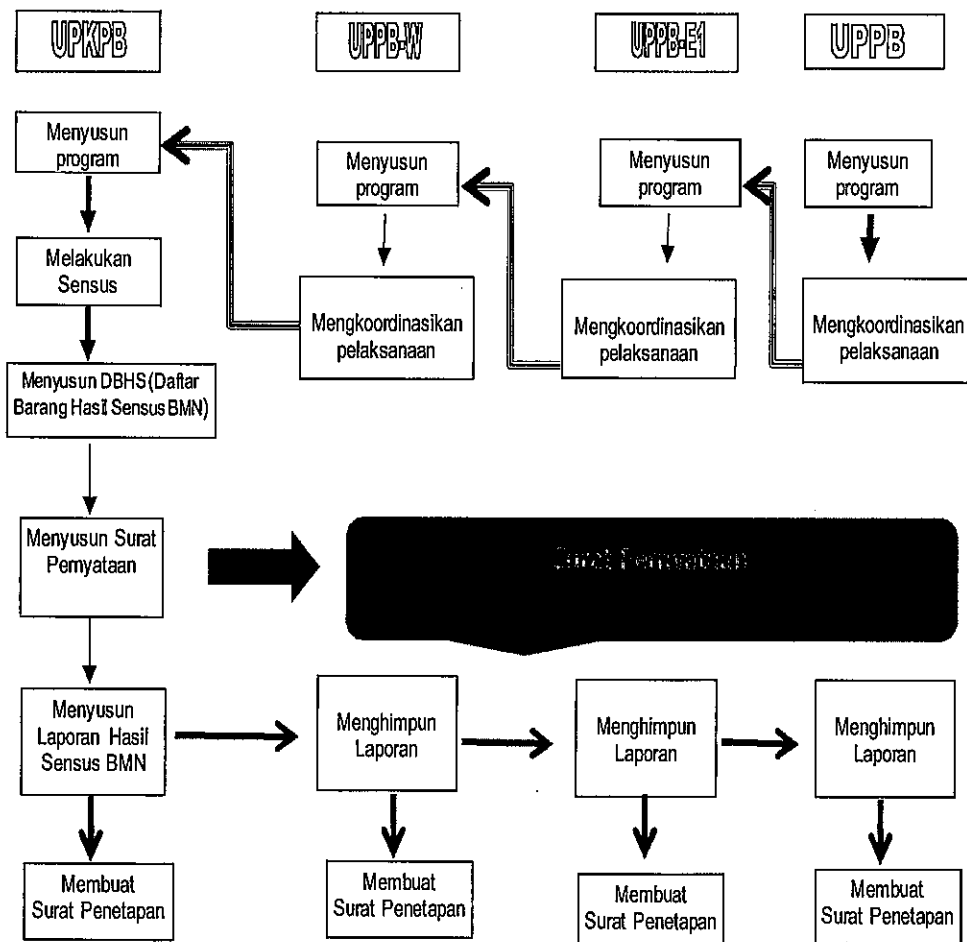 UPKPB
UPPB-W
UPPB-E1
UPPB
Menyusun
program
Menyusun
program
Menyusun
program
Menyusun
program
Melakukan
Sensus
Mengkoordinasikan
pelaksanaan
Mengkoordinasikan
pelaksanaan
Mengkoordinasikan
pelaksanaan
Menyusun DBHS (Daftar
Barang Hasil Sensus BMN)
Menyusun Surat
Pernyataan
Surat
Menyusun
Laporan Hasil
Sensus BMN
Menghimpun
Laporan
Menghimpun
Laporan
Menghimpun
Laporan
Membuat
Surat Penetapan
Membuat
Surat Penetapan
Membuat
Surat Penetapan
Membuat
Surat Penetapan